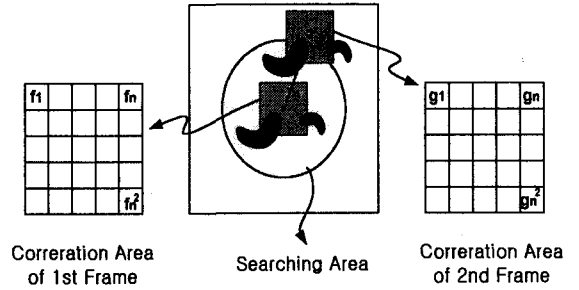 f1 fn
fn2
g1 gn
gn2
Correration Area
of 1st Frame
Searching Area
Correration Area
of 2nd Frame